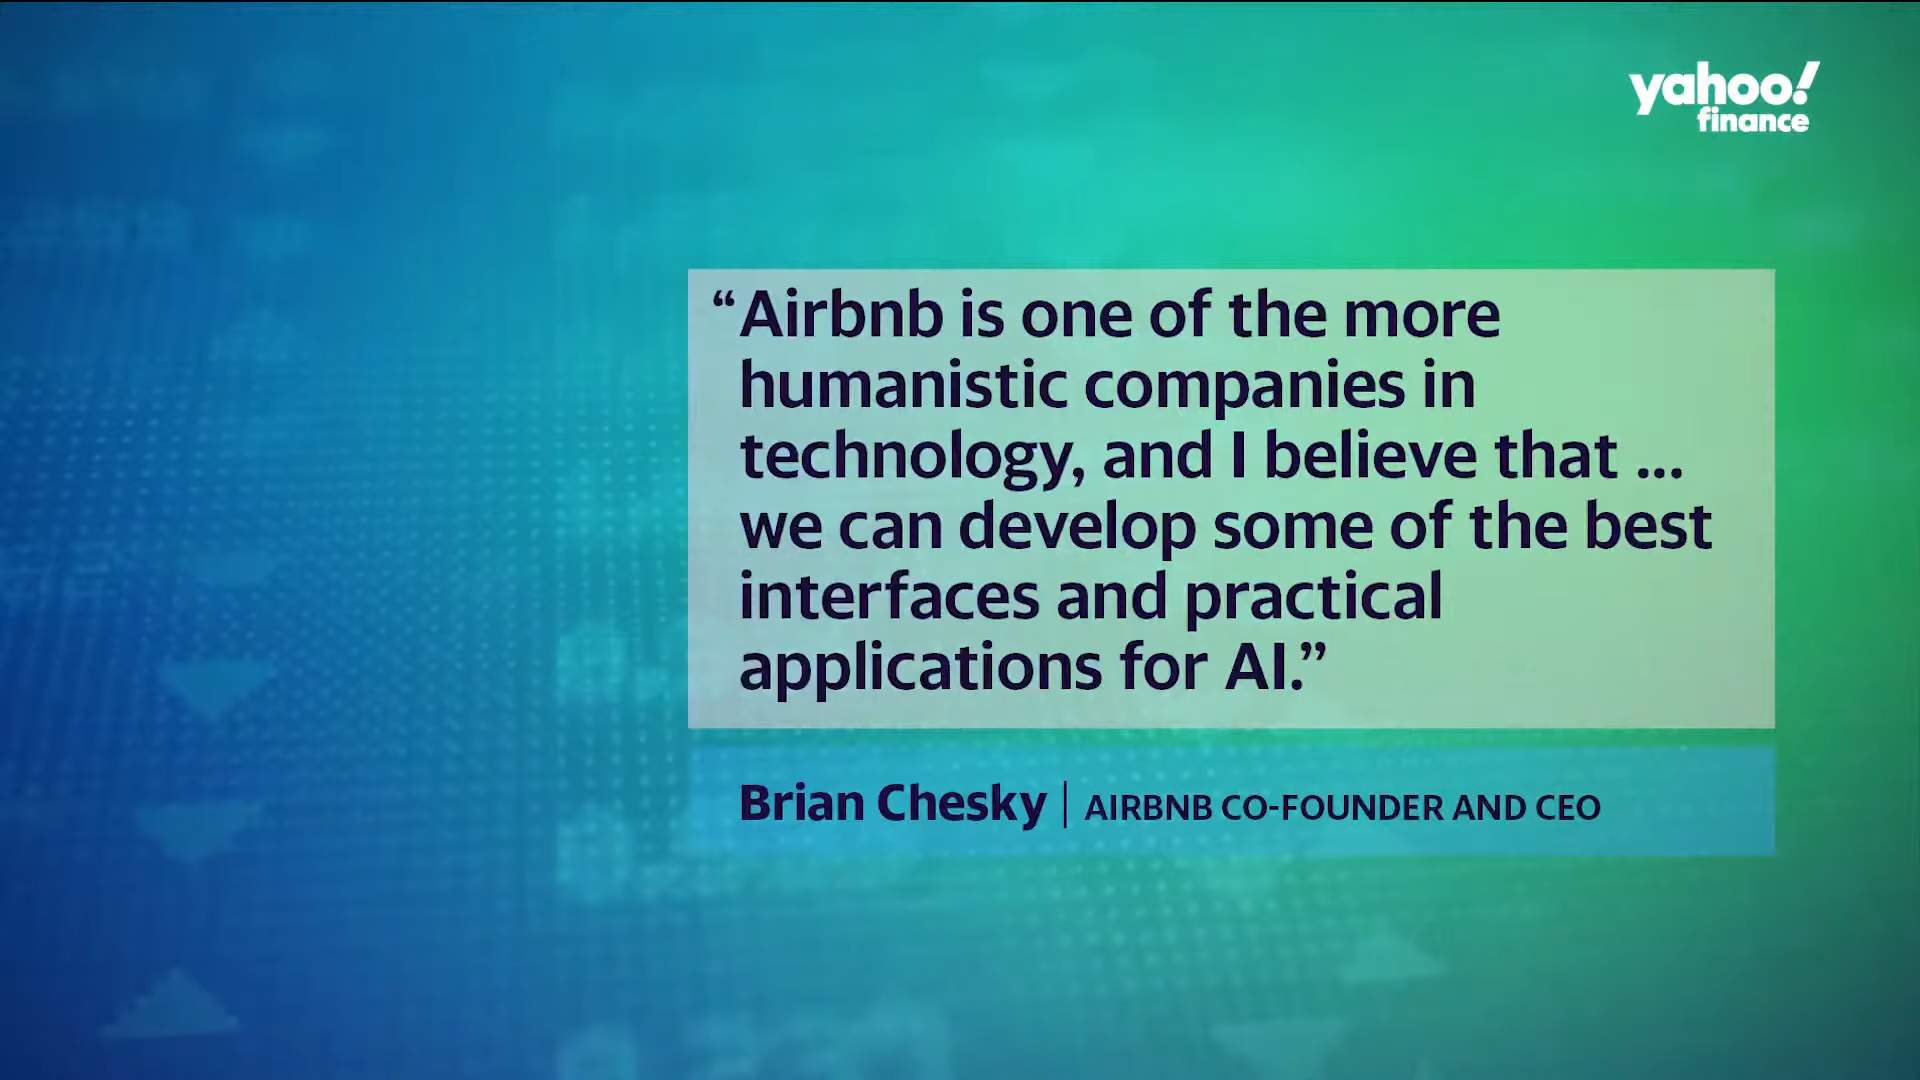 yahoo!
finance
“Airbnb is one of the more
humanistic companies in
technology, and I believe that ...
we can develop some of the best
interfaces and practical
applications for AI.”
Brian Chesky | AIRBNB CO-FOUNDER AND CEO